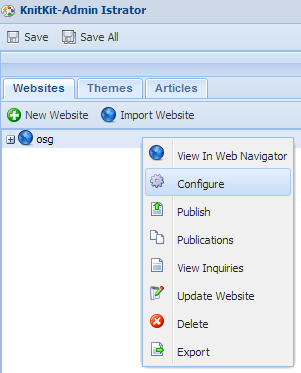 KnitKit-Admin Istrator
Save Save All
Websites Themes Articles
New Website Import Website
osg
View In Web Navigator
Configure
Publish
Publications
View Inquiries
Update Website
Delete
Export